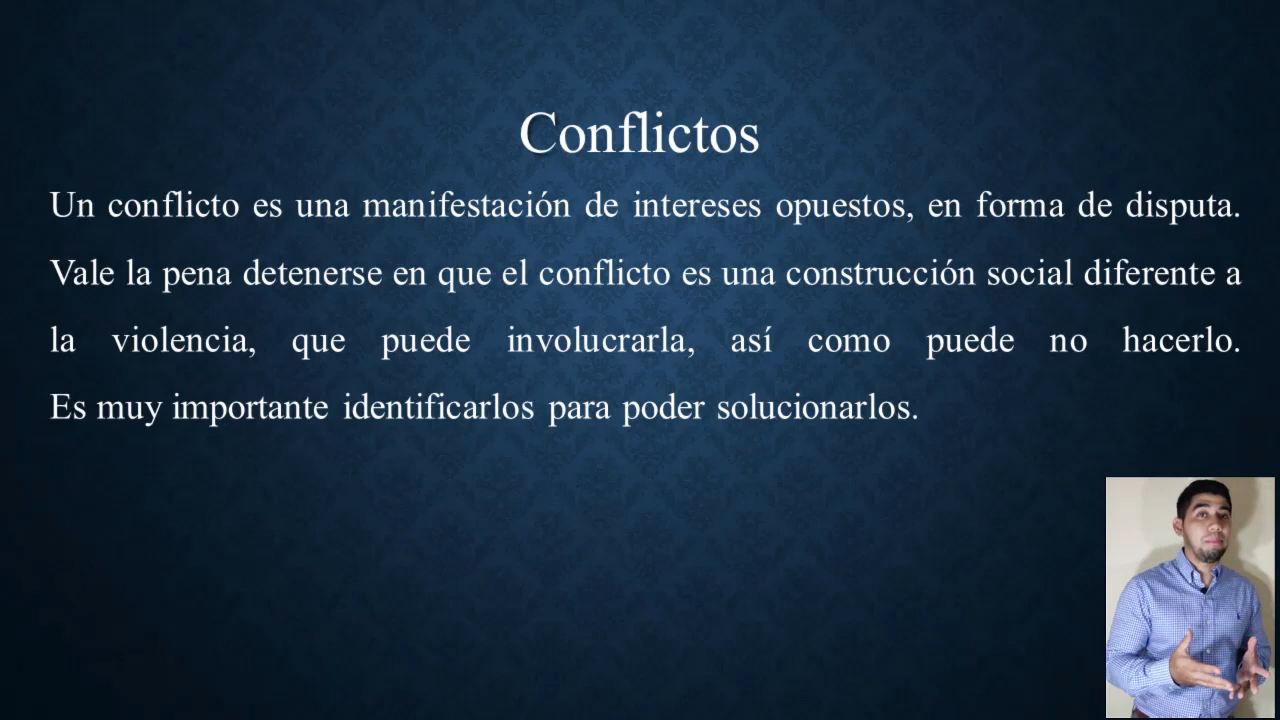 Conflictos
Un conflicto es una manifestación de intereses opuestos, en forma de disputa.
Vale la pena detenerse en que el conflicto es una construcción social diferente a
la violencia, que puede involucrarla, así como puede no hacerlo.
Es muy importante identificarlos para poder solucionarlos.